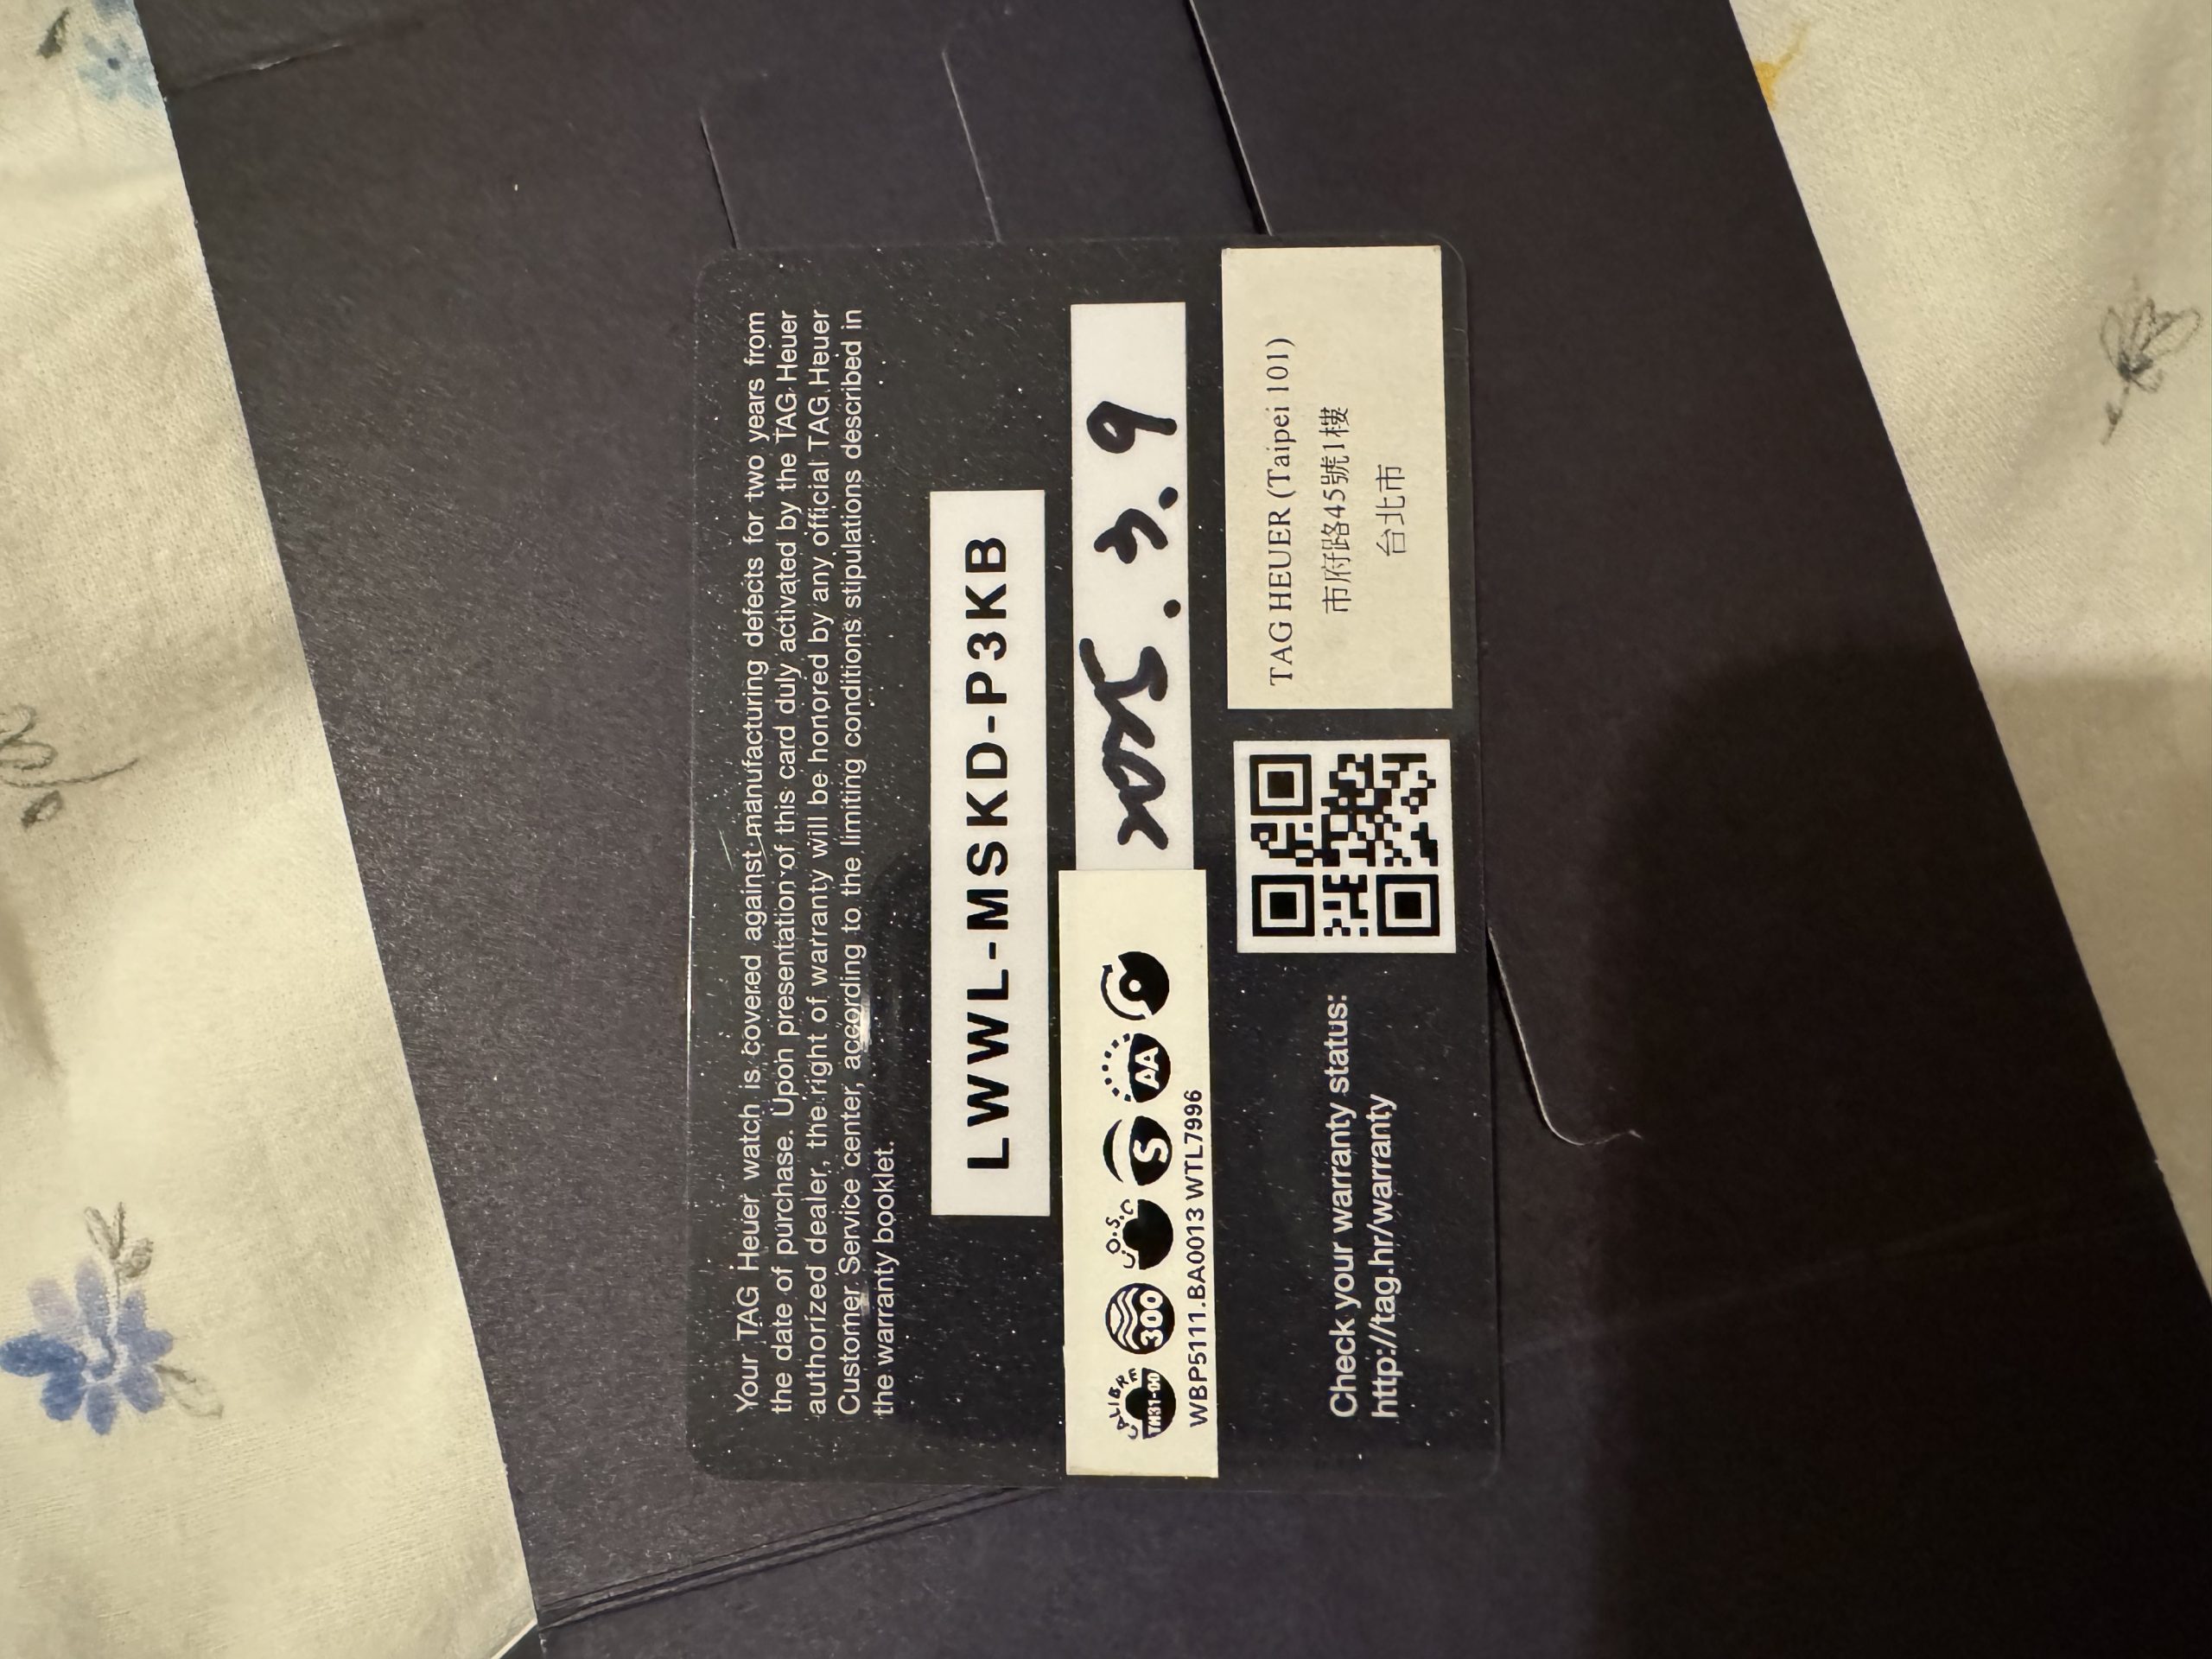 Your TAG Heuer watch is covered against manufacturing defects for two years from
the date of purchase. Upon presentation of this card duly activated by the TAG Heuer
authorized dealer, the right of warranty will be honored by any official TAG Heuer
Customer Service center, according to the limiting conditions stipulations described in
the warranty booklet.
LWWL-MSKD-P3KB
2025.3.9
CALIBRE
TH31-00
300
C.O.S.C
S
AA
WBP5111.BA0013 WTL7996
Check your warranty status:
http://tag.hr/warranty
TAG HEUER (Taipei 101)
市府路45號1樓
台北市